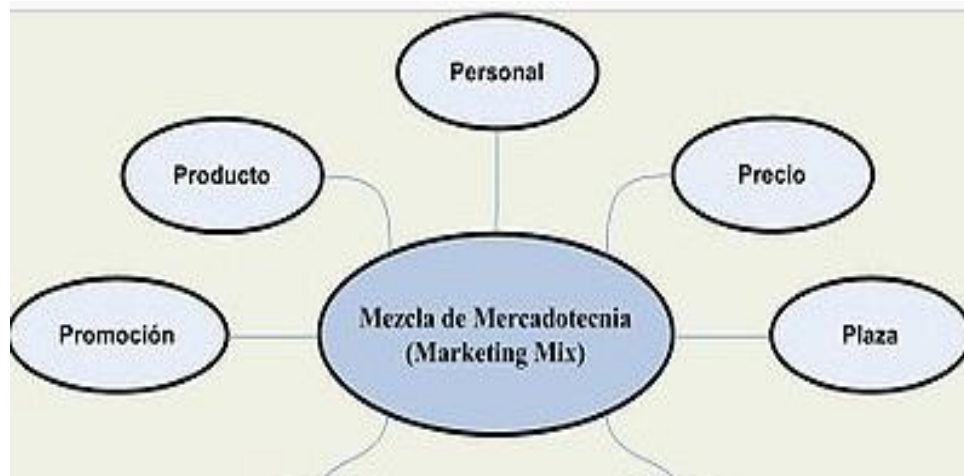 Personal
Producto
Precio
Mezcla de Mercadotecnia
(Marketing Mix)
Promoción
Plaza